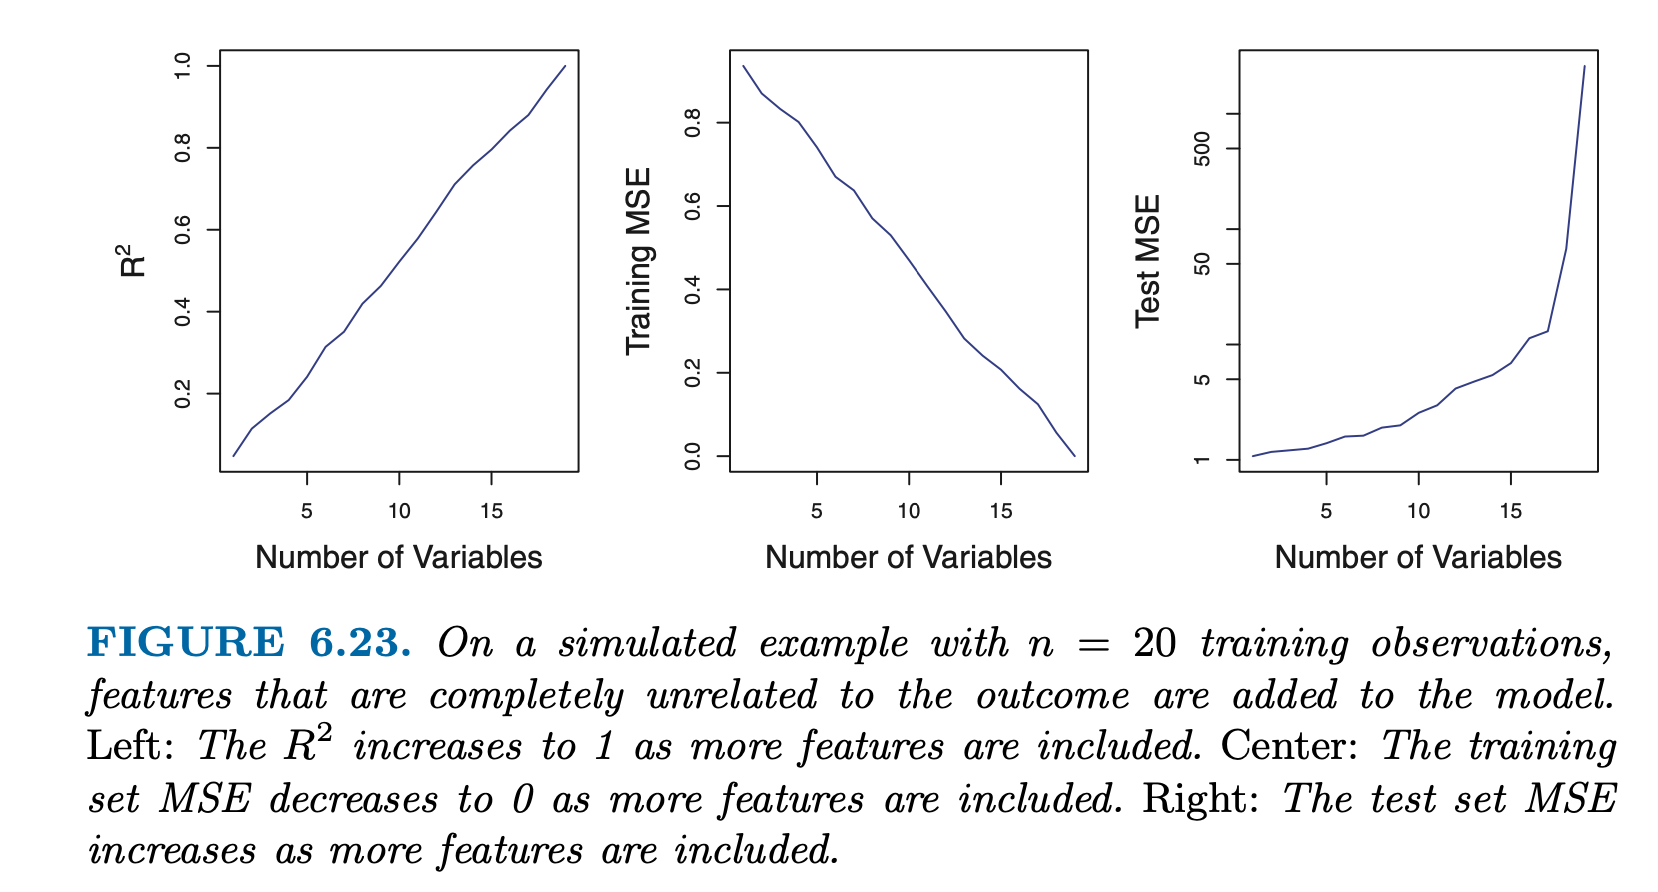 R²
1.0
0.8
0.6
0.4
0.2
5 10 15
Number of Variables
Training MSE
0.8
0.6
0.4
0.2
0.0
5 10 15
Number of Variables
Test MSE
500
50
5
1
5 10 15
Number of Variables
FIGURE 6.23. On a simulated example with n = 20 training observations,
features that are completely unrelated to the outcome are added to the model.
Left: The R² increases to 1 as more features are included. Center: The training
set MSE decreases to 0 as more features are included. Right: The test set MSE
increases as more features are included.